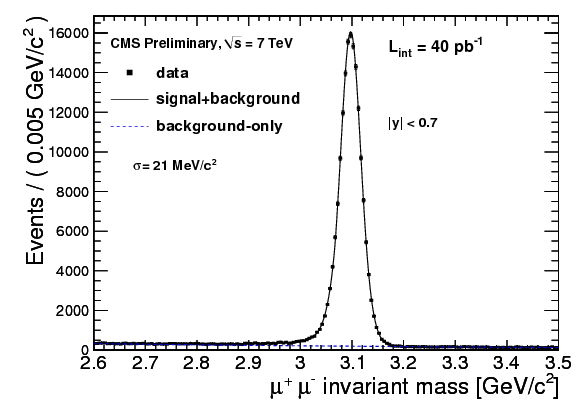 CMS Preliminary, √s = 7 TeV
L_int = 40 pb⁻¹
data
signal+background
background-only
|y| < 0.7
σ = 21 MeV/c²
Events / ( 0.005 GeV/c² )
16000
14000
12000
10000
8000
6000
4000
2000
0
2.6 2.7 2.8 2.9 3 3.1 3.2 3.3 3.4 3.5
μ⁺ μ⁻ invariant mass [GeV/c²]